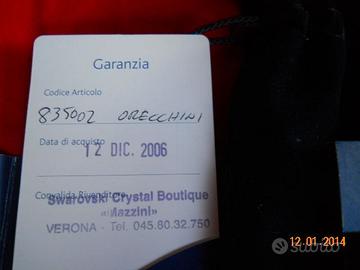 Garanzia
Codice Articolo
835002 ORECCHINI
Data di acquisto
12 DIC. 2006
Convalida Rivenditore
Swarovski Crystal Boutique
«Mazzini»
VERONA - Tel. 045.80.32.750
12.01.2014
subito